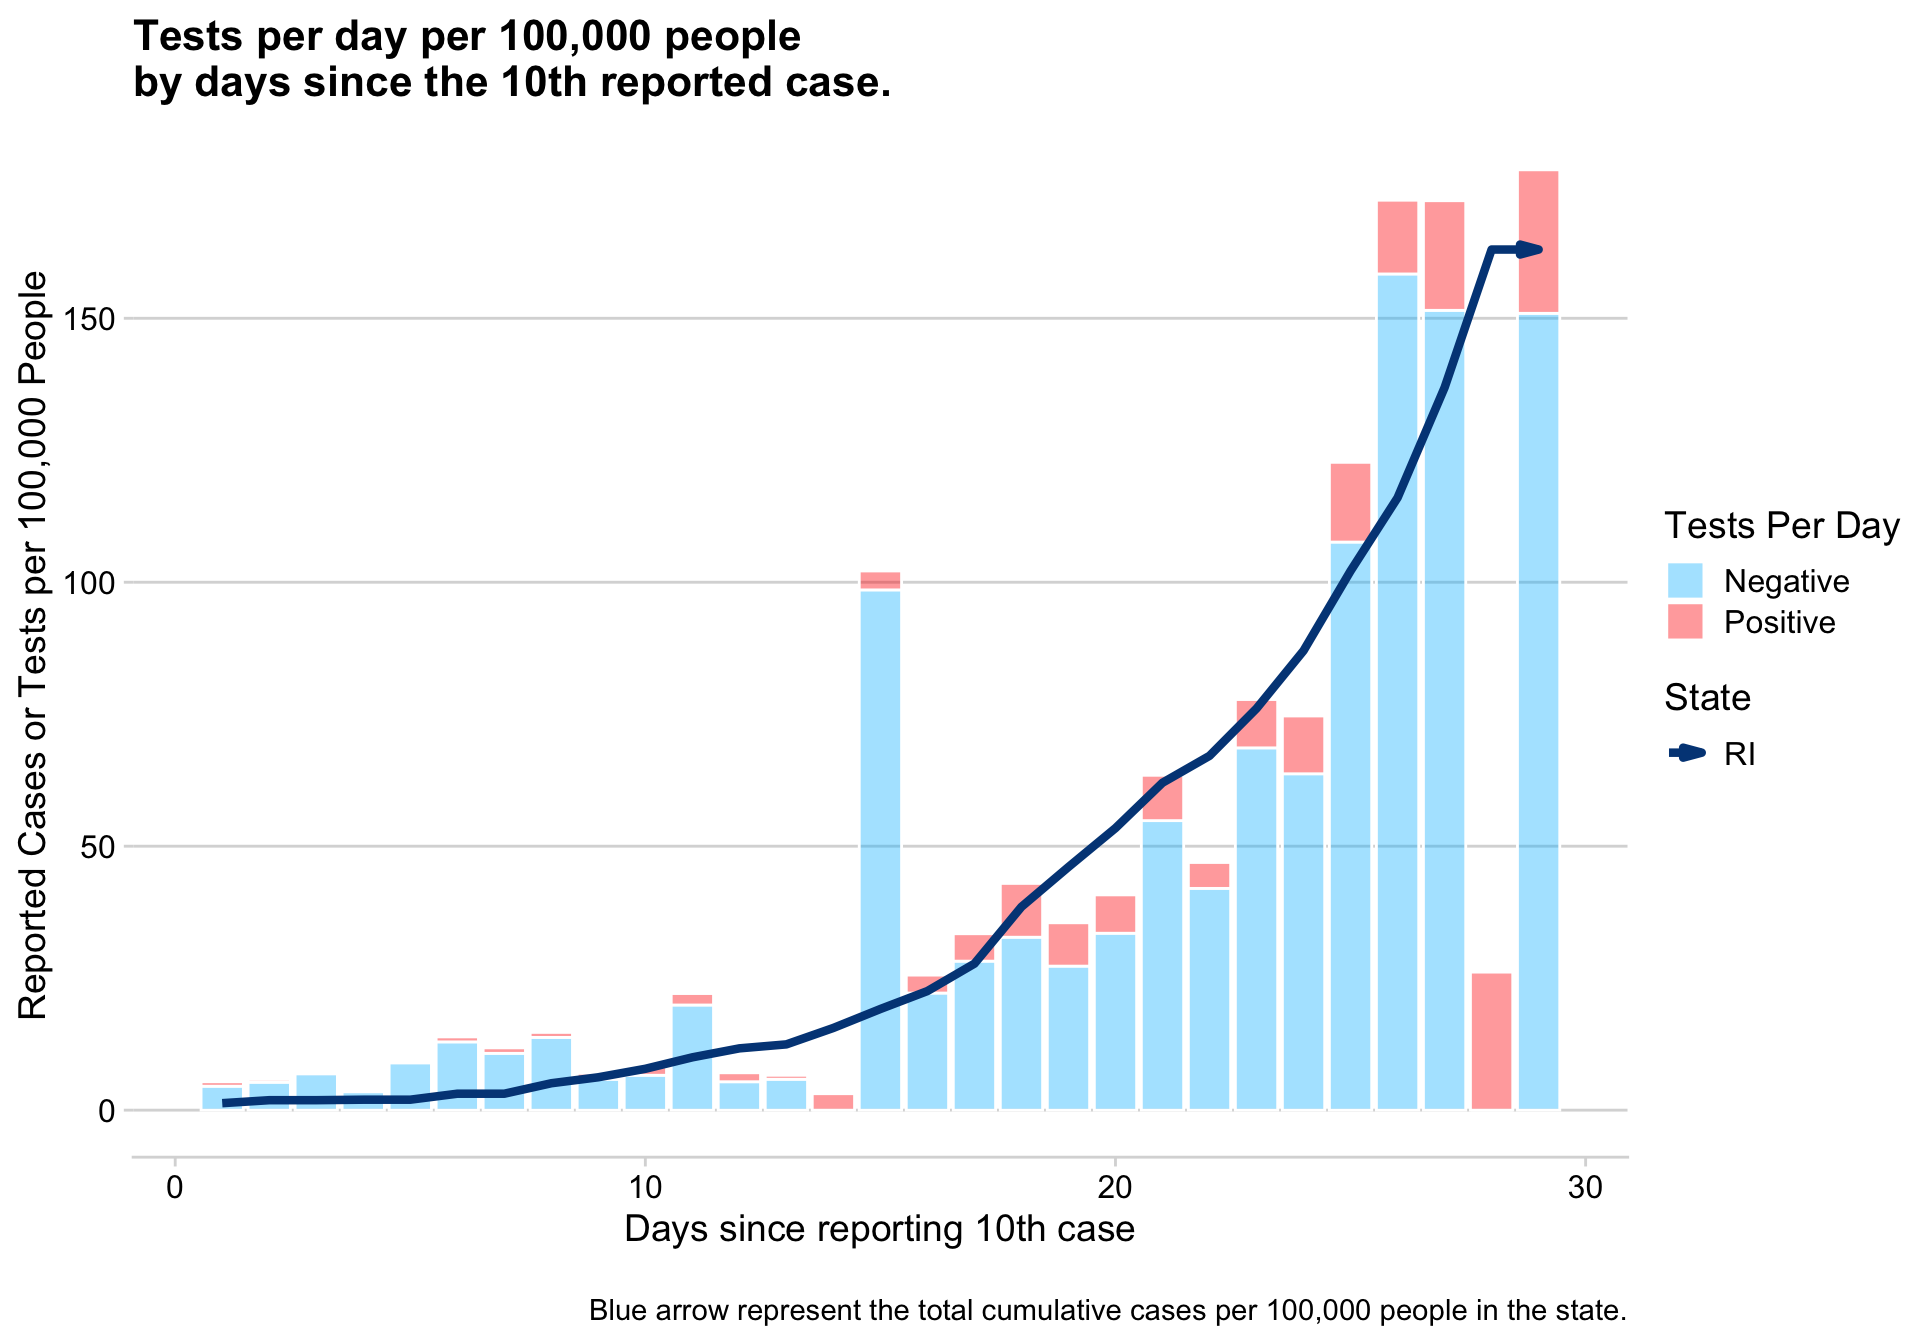 Tests per day per 100,000 people
by days since the 10th reported case.
Reported Cases or Tests per 100,000 People
150
100
50
0
0
10
20
30
Days since reporting 10th case
Tests Per Day
Negative
Positive
State
RI
Blue arrow represent the total cumulative cases per 100,000 people in the state.